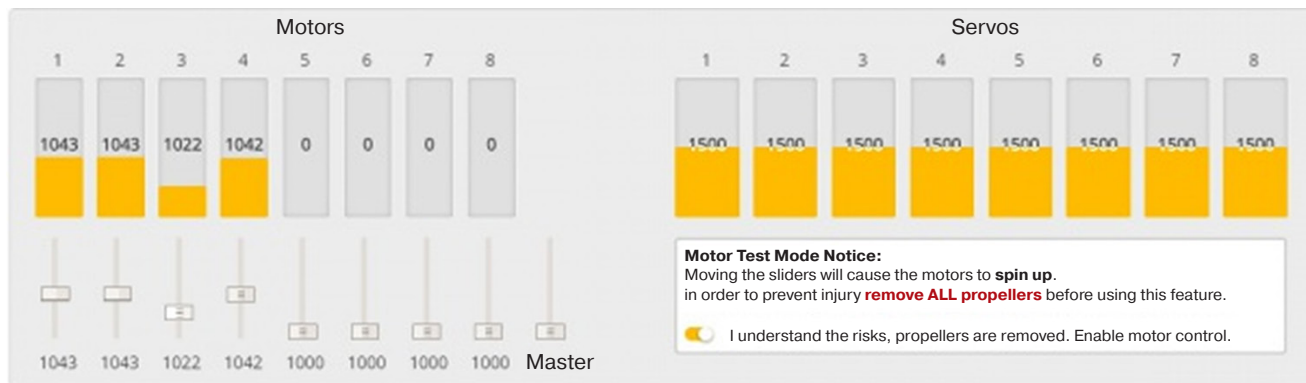 Motors
1 2 3 4 5 6 7 8
1043 1043 1022 1042 0 0 0 0
1043 1043 1022 1042 1000 1000 1000 1000 Master
Servos
1 2 3 4 5 6 7 8
1500 1500 1500 1500 1500 1500 1500 1500
Motor Test Mode Notice:
Moving the sliders will cause the motors to spin up.
in order to prevent injury remove ALL propellers before using this feature.
I understand the risks, propellers are removed. Enable motor control.